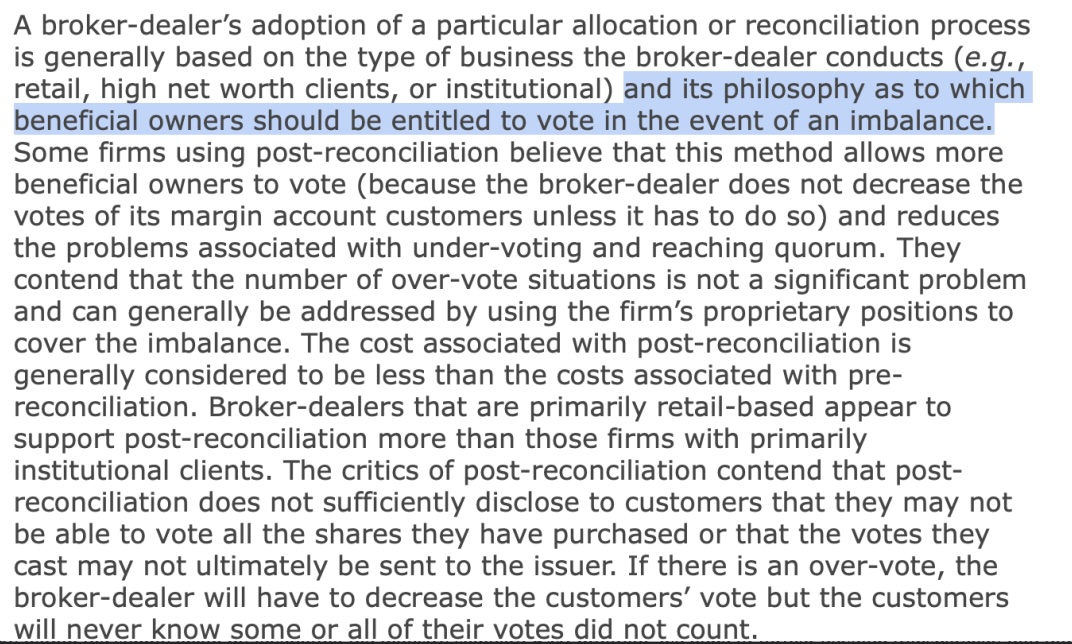 A broker-dealer’s adoption of a particular allocation or reconciliation process
is generally based on the type of business the broker-dealer conducts (e.g.,
retail, high net worth clients, or institutional) and its philosophy as to which
beneficial owners should be entitled to vote in the event of an imbalance.
Some firms using post-reconciliation believe that this method allows more
beneficial owners to vote (because the broker-dealer does not decrease the
votes of its margin account customers unless it has to do so) and reduces
the problems associated with under-voting and reaching quorum. They
contend that the number of over-vote situations is not a significant problem
and can generally be addressed by using the firm’s proprietary positions to
cover the imbalance. The cost associated with post-reconciliation is
generally considered to be less than the costs associated with pre-
reconciliation. Broker-dealers that are primarily retail-based appear to
support post-reconciliation more than those firms with primarily
institutional clients. The critics of post-reconciliation contend that post-
reconciliation does not sufficiently disclose to customers that they may not
be able to vote all the shares they have purchased or that the votes they
cast may not ultimately be sent to the issuer. If there is an over-vote, the
broker-dealer will have to decrease the customers’ vote but the customers
will never know some or all of their votes did not count.